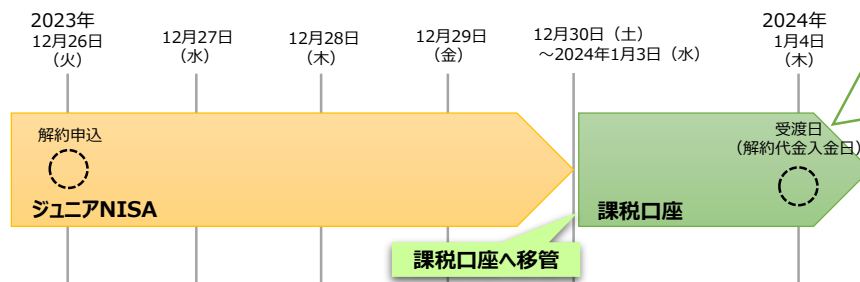 2023年
12月26日
（火）
12月27日
（水）
12月28日
（木）
12月29日
（金）
12月30日（土）
～2024年1月3日（水）
2024年
1月4日
（木）
解約申込
ジュニアNISA
受渡日
（解約代金入金日）
課税口座
課税口座へ移管